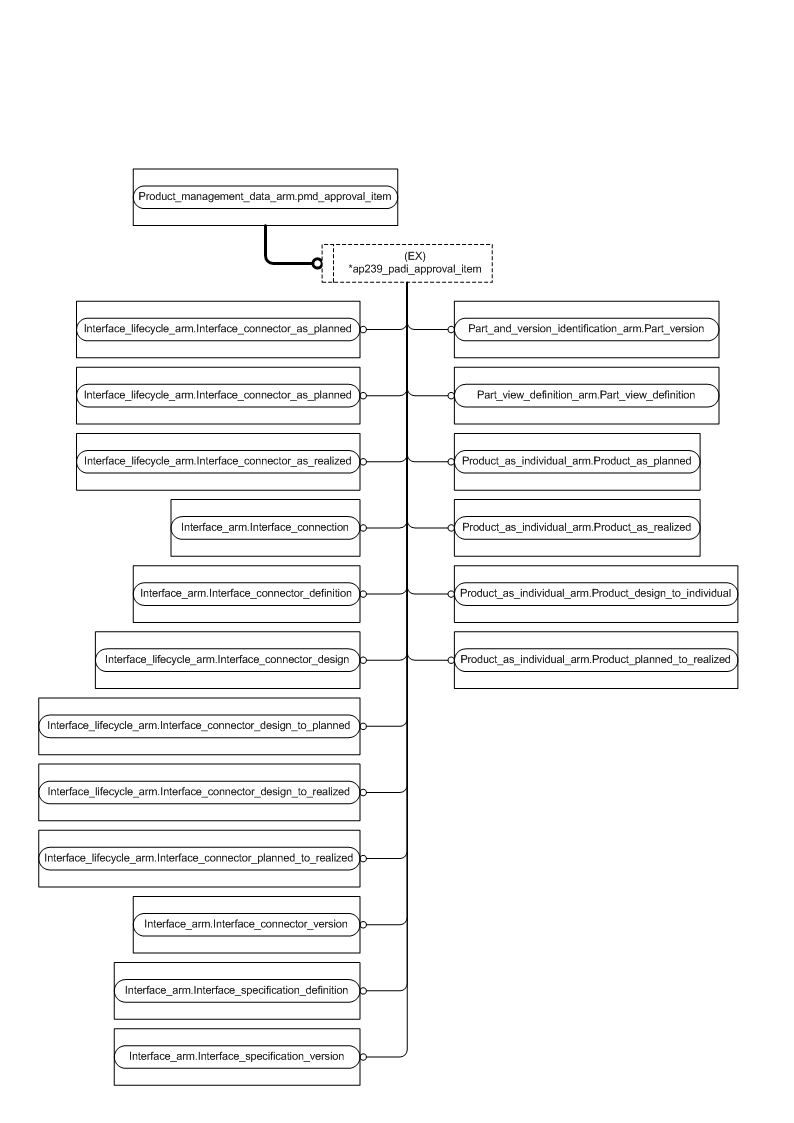 Product_management_data_arm.pmd_approval_item
(EX)
*ap239_padi_approval_item
Interface_lifecycle_arm.Interface_connector_as_planned
Part_and_version_identification_arm.Part_version
Interface_lifecycle_arm.Interface_connector_as_planned
Part_view_definition_arm.Part_view_definition
Interface_lifecycle_arm.Interface_connector_as_realized
Product_as_individual_arm.Product_as_planned
Interface_arm.Interface_connection
Product_as_individual_arm.Product_as_realized
Interface_arm.Interface_connector_definition
Product_as_individual_arm.Product_design_to_individual
Interface_lifecycle_arm.Interface_connector_design
Product_as_individual_arm.Product_planned_to_realized
Interface_lifecycle_arm.Interface_connector_design_to_planned
Interface_lifecycle_arm.Interface_connector_design_to_realized
Interface_lifecycle_arm.Interface_connector_planned_to_realized
Interface_arm.Interface_connector_version
Interface_arm.Interface_specification_definition
Interface_arm.Interface_specification_version